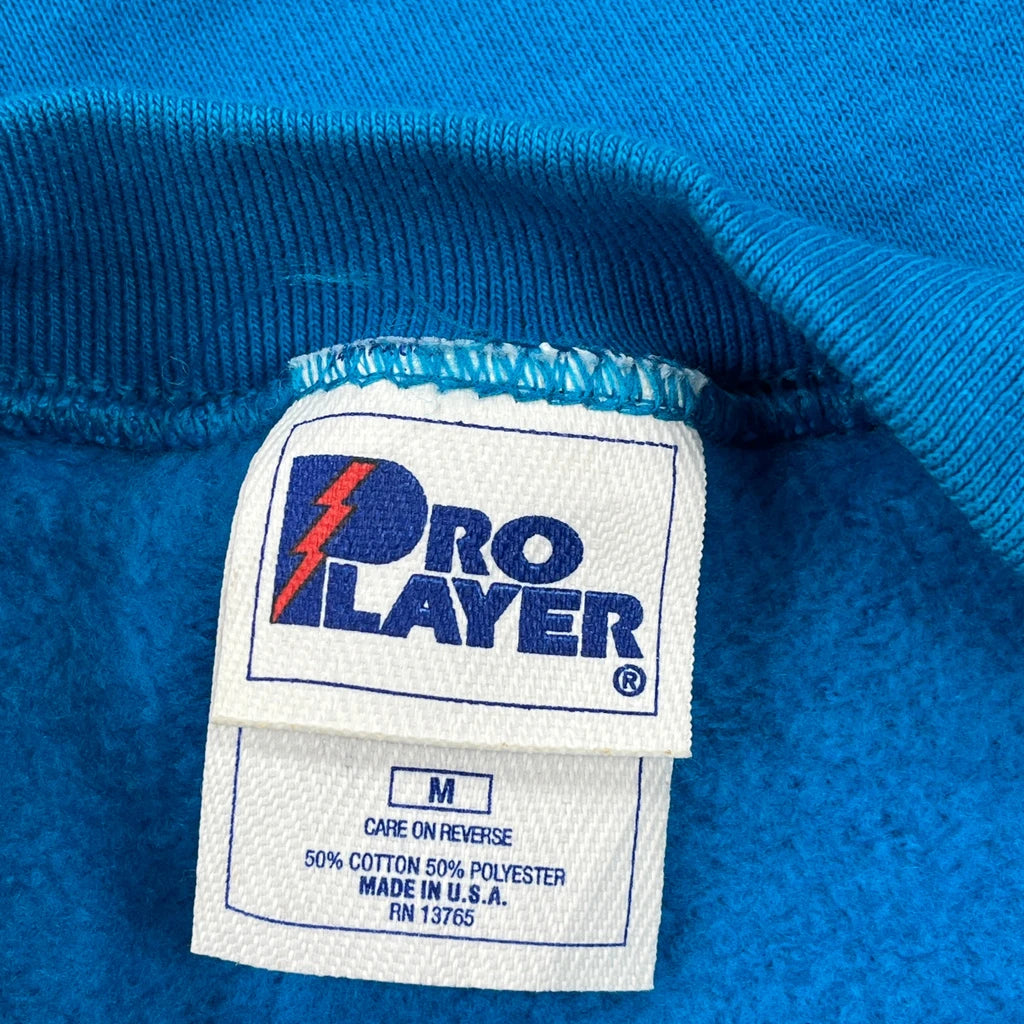 PRO
PLAYER
®
M
CARE ON REVERSE
50% COTTON 50% POLYESTER
MADE IN U.S.A.
RN 13765